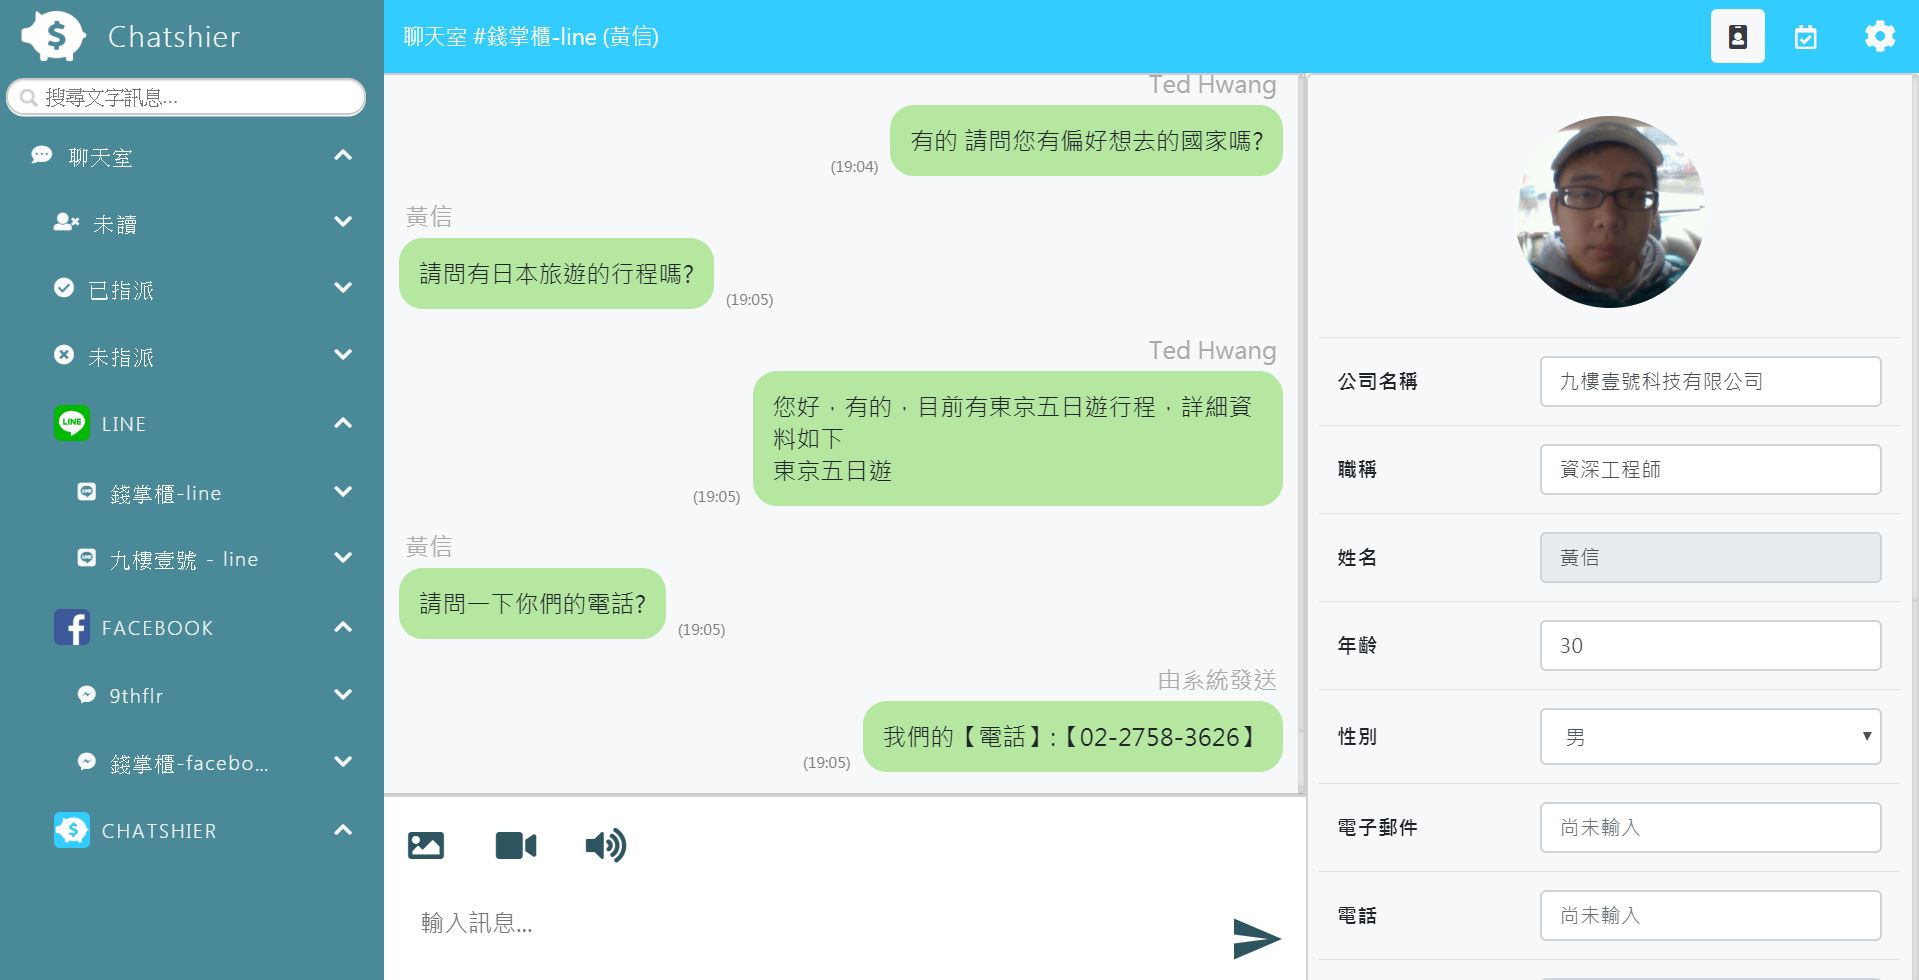 Chatshier
搜尋文字訊息...
聊天室
未讀
已指派
未指派
LINE
錢掌櫃-line
九樓壹號 - line
FACEBOOK
9thflr
錢掌櫃-facebo...
CHATSHIER
聊天室 #錢掌櫃-line (黃信)
Ted Hwang
有的 請問您有偏好想去的國家嗎?
(19:04)
黃信
請問有日本旅遊的行程嗎?
(19:05)
Ted Hwang
您好，有的，目前有東京五日遊行程，詳細資
料如下
東京五日遊
(19:05)
黃信
請問一下你們的電話?
(19:05)
由系統發送
我們的【電話】:【02-2758-3626】
(19:05)
輸入訊息...
公司名稱 九樓壹號科技有限公司
職稱 資深工程師
姓名 黃信
年齡 30
性別 男
電子郵件 尚未輸入
電話 尚未輸入